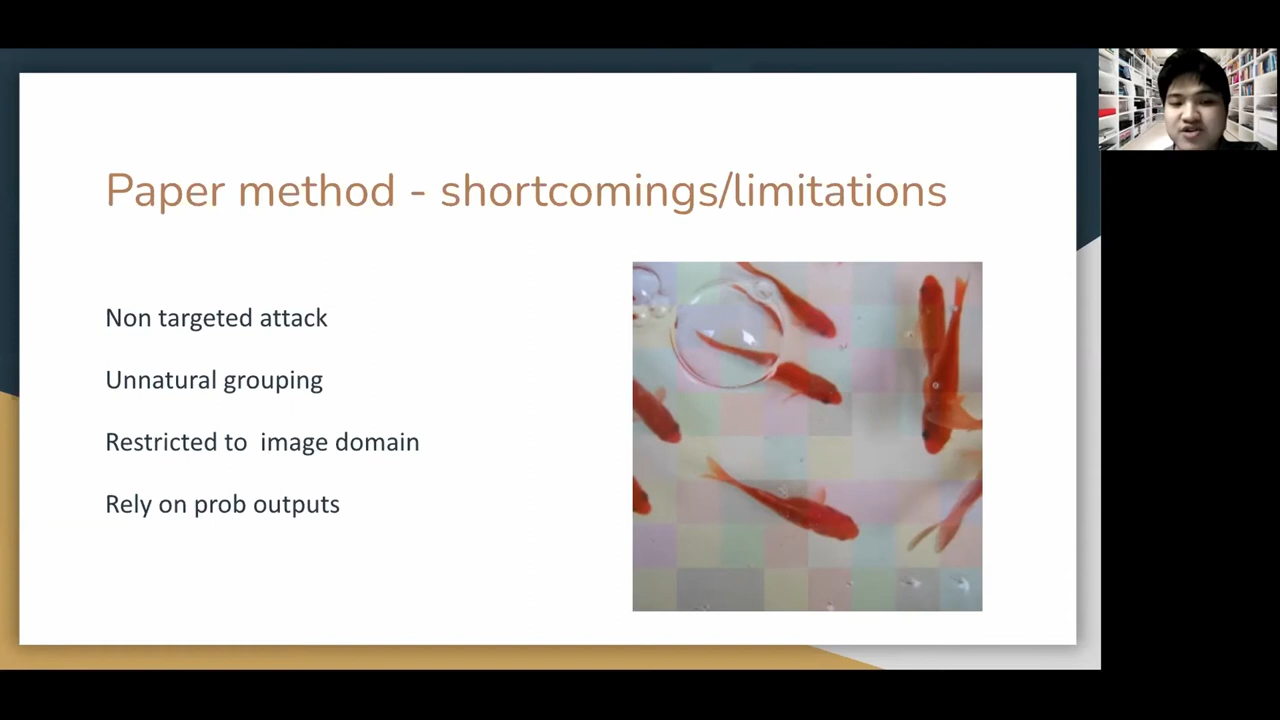 Paper method - shortcomings/limitations
Non targeted attack
Unnatural grouping
Restricted to  image domain
Rely on prob outputs